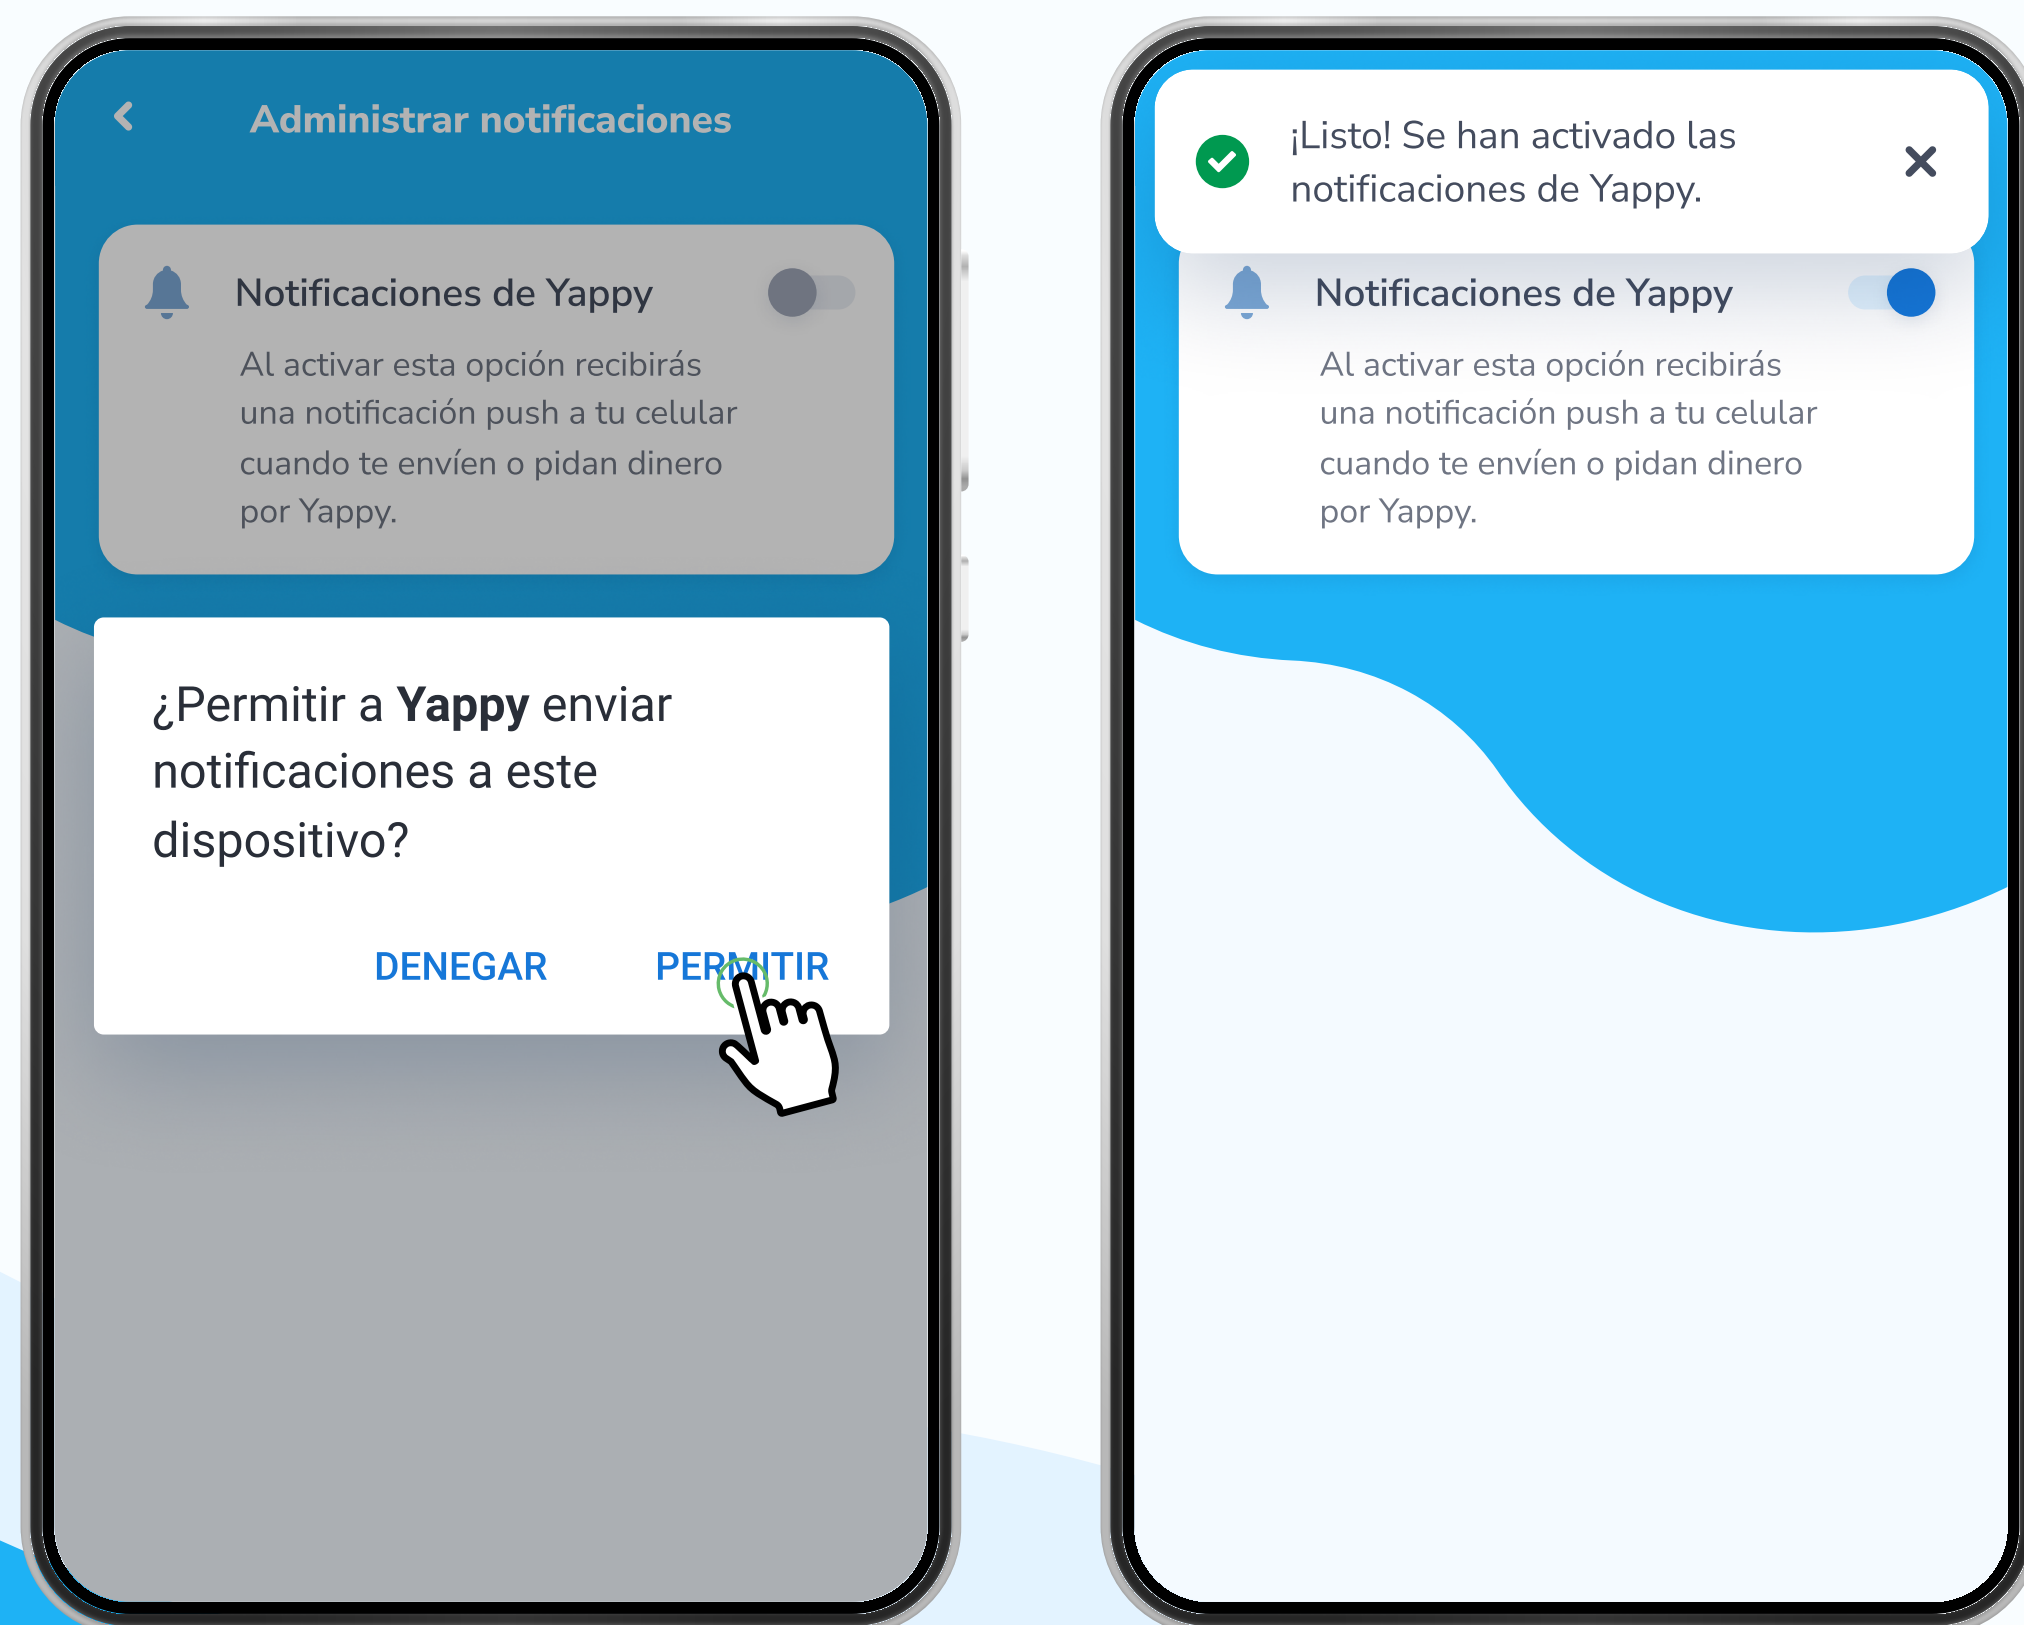 Administrar notificaciones
Notificaciones de Yappy
Al activar esta opción recibirás
una notificación push a tu celular
cuando te envíen o pidan dinero
por Yappy.
¿Permitir a Yappy enviar
notificaciones a este
dispositivo?
DENEGAR PERMITIR
¡Listo! Se han activado las
notificaciones de Yappy.
Notificaciones de Yappy
Al activar esta opción recibirás
una notificación push a tu celular
cuando te envíen o pidan dinero
por Yappy.